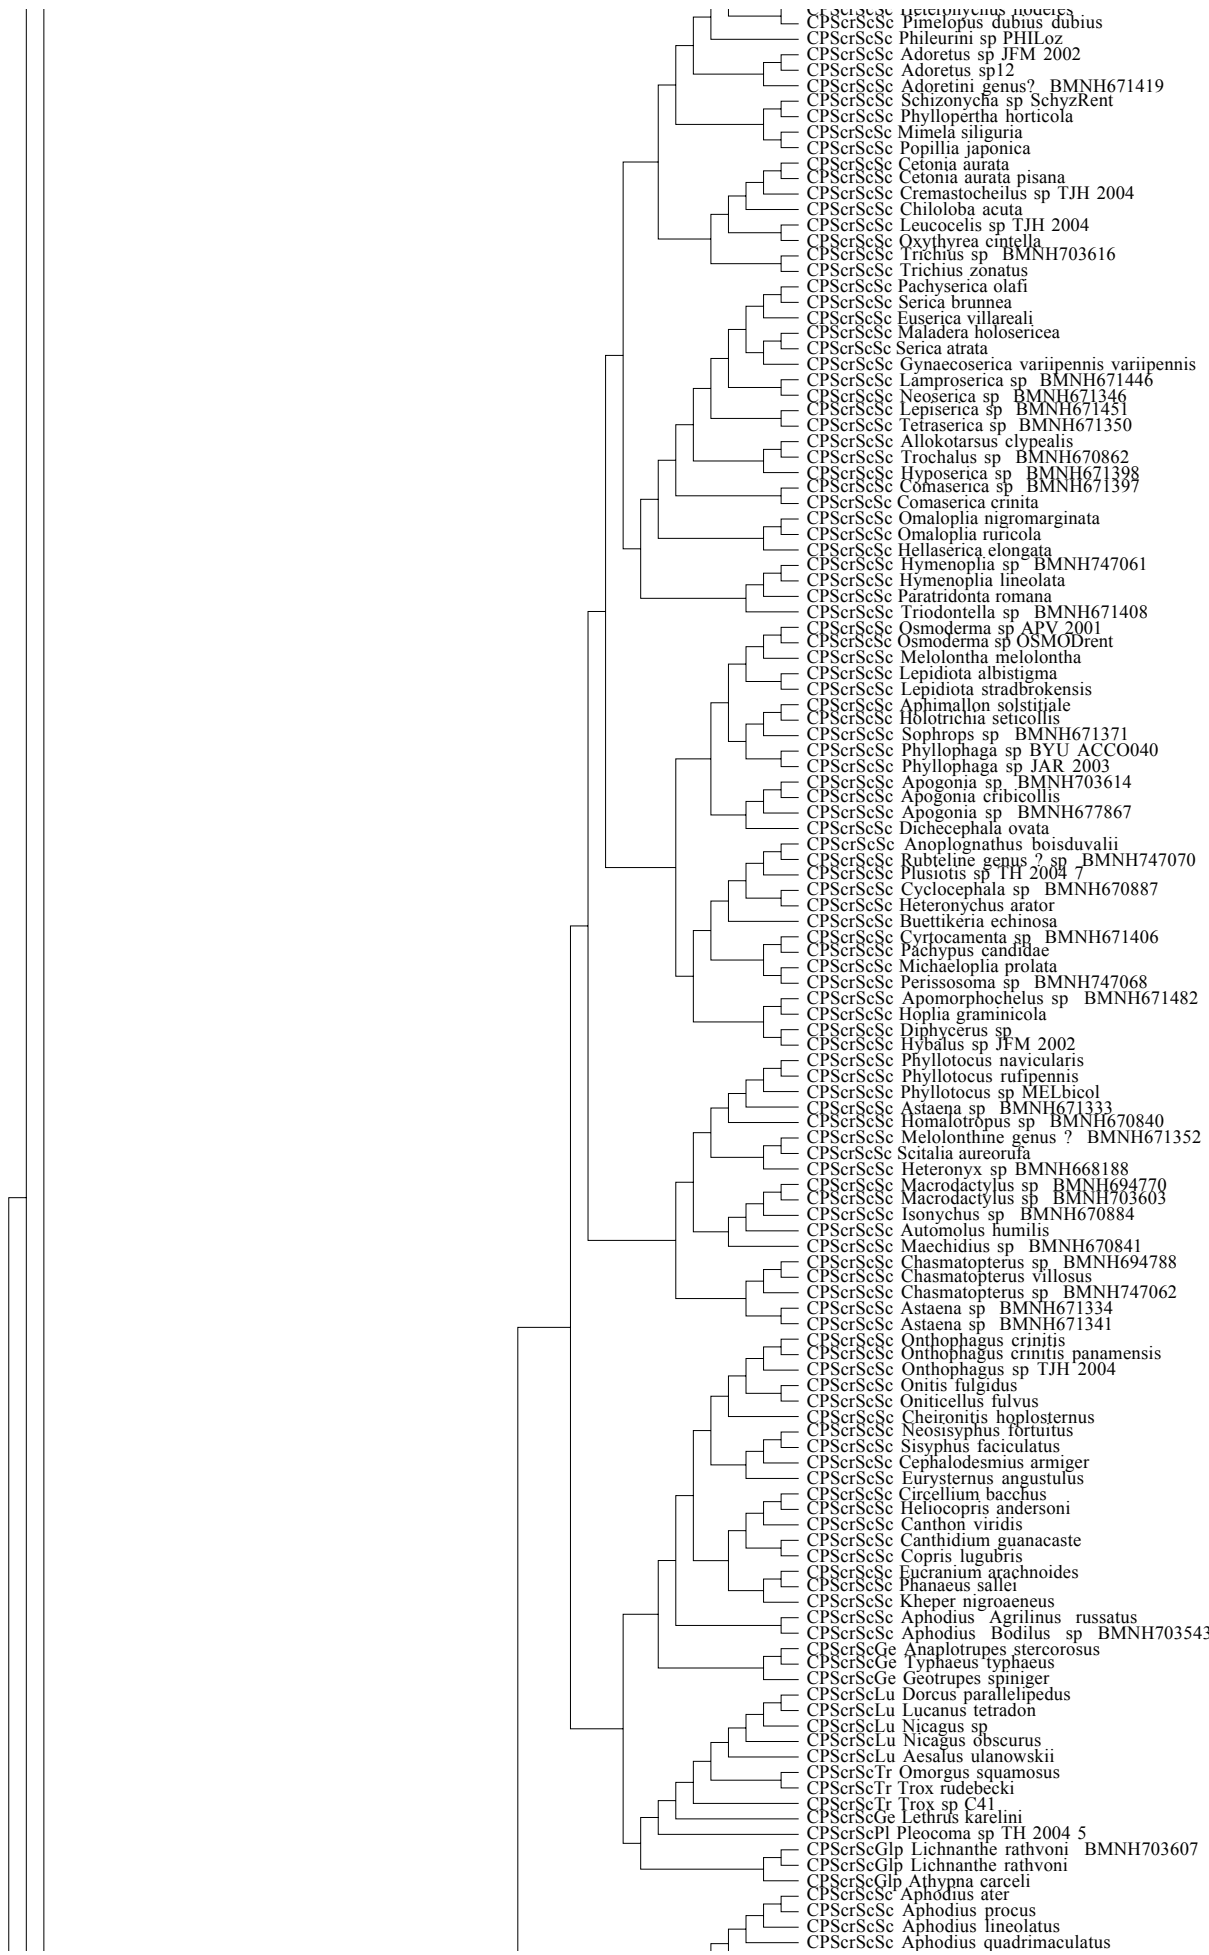 CPScrScSc Heteronychus noderes
CPScrScSc Pimelopus dubius dubius
CPScrScSc Phileurini sp PHILoz
CPScrScSc Adoretus sp JFM 2002
CPScrScSc Adoretus sp12
CPScrScSc Adoretini genus? BMNH671419
CPScrScSc Schizonycha sp SchyzRent
CPScrScSc Phyllopertha horticola
CPScrScSc Mimela siliguria
CPScrScSc Popillia japonica
CPScrScSc Cetonia aurata
CPScrScSc Cetonia aurata pisana
CPScrScSc Cremastocheilus sp TJH 2004
CPScrScSc Chiloloba acuta
CPScrScSc Leucocelis sp TJH 2004
CPScrScSc Oxythyrea cintella
CPScrScSc Trichius sp BMNH703616
CPScrScSc Trichius zonatus
CPScrScSc Pachyserica olafi
CPScrScSc Serica brunnea
CPScrScSc Euserica villareali
CPScrScSc Maladera holosericea
CPScrScSc Serica atrata
CPScrScSc Gynaecoserica variipennis variipennis
CPScrScSc Lamproserica sp BMNH671446
CPScrScSc Neoserica sp BMNH671346
CPScrScSc Lepiserica sp BMNH671451
CPScrScSc Tetraserica sp BMNH671350
CPScrScSc Allokotarsus clypealis
CPScrScSc Trochalus sp BMNH670862
CPScrScSc Hyposerica sp BMNH671398
CPScrScSc Comaserica sp BMNH671397
CPScrScSc Comaserica crinita
CPScrScSc Omaloplia nigromarginata
CPScrScSc Omaloplia ruricola
CPScrScSc Hellaserica elongata
CPScrScSc Hymenoplia sp BMNH747061
CPScrScSc Hymenoplia lineolata
CPScrScSc Paratridonta romana
CPScrScSc Triodontella sp BMNH671408
CPScrScSc Osmoderma sp APV 2001
CPScrScSc Osmoderma sp OSMODrent
CPScrScSc Melolontha melolontha
CPScrScSc Lepidiota albistigma
CPScrScSc Lepidiota stradbrokensis
CPScrScSc Aphimallon solstitiale
CPScrScSc Holotrichia seticollis
CPScrScSc Sophrops sp BMNH671371
CPScrScSc Phyllophaga sp BYU ACCO040
CPScrScSc Phyllophaga sp JAR 2003
CPScrScSc Apogonia sp BMNH703614
CPScrScSc Apogonia cribicollis
CPScrScSc Apogonia sp BMNH677867
CPScrScSc Dichecephala ovata
CPScrScSc Anoplognathus boisduvalii
CPScrScSc Rubteline genus ? sp BMNH747070
CPScrScSc Plusiotis sp TH 2004 7
CPScrScSc Cyclocephala sp BMNH670887
CPScrScSc Heteronychus arator
CPScrScSc Buettikeria echinosa
CPScrScSc Cyrtocamenta sp BMNH671406
CPScrScSc Pachypus candidae
CPScrScSc Michaeloplia prolata
CPScrScSc Perissosoma sp BMNH747068
CPScrScSc Apomorphochelus sp BMNH671482
CPScrScSc Hoplia graminicola
CPScrScSc Diphycerus sp
CPScrScSc Hybalus sp JFM 2002
CPScrScSc Phyllotocus navicularis
CPScrScSc Phyllotocus rufipennis
CPScrScSc Phyllotocus sp MELbicol
CPScrScSc Astaena sp BMNH671333
CPScrScSc Homalotropus sp BMNH670840
CPScrScSc Melolonthine genus ? BMNH671352
CPScrScSc Scitalia aureorufa
CPScrScSc Heteronyx sp BMNH668188
CPScrScSc Macrodactylus sp BMNH694770
CPScrScSc Macrodactylus sp BMNH703603
CPScrScSc Isonychus sp BMNH670884
CPScrScSc Automolus humilis
CPScrScSc Maechidius sp BMNH670841
CPScrScSc Chasmatopterus sp BMNH694788
CPScrScSc Chasmatopterus villosus
CPScrScSc Chasmatopterus sp BMNH747062
CPScrScSc Astaena sp BMNH671334
CPScrScSc Astaena sp BMNH671341
CPScrScSc Onthophagus crinitis
CPScrScSc Onthophagus crinitis panamensis
CPScrScSc Onthophagus sp TJH 2004
CPScrScSc Onitis fulgidus
CPScrScSc Oniticellus fulvus
CPScrScSc Cheironitis hoplosternus
CPScrScSc Neosisyphus fortuitus
CPScrScSc Sisyphus faciculatus
CPScrScSc Cephalodesmius armiger
CPScrScSc Eurysternus angustulus
CPScrScSc Circellium bacchus
CPScrScSc Heliocopris andersoni
CPScrScSc Canthon viridis
CPScrScSc Canthidium guanacaste
CPScrScSc Copris lugubris
CPScrScSc Eucranium arachnoides
CPScrScSc Phanaeus sallei
CPScrScSc Kheper nigroaeneus
CPScrScSc Aphodius Agrilinus russatus
CPScrScSc Aphodius Bodilus sp BMNH703543
CPScrScGe Anaplotrupes stercorosus
CPScrScGe Typhaeus typhaeus
CPScrScGe Geotrupes spiniger
CPScrScLu Dorcus parallelipedus
CPScrScLu Lucanus tetradon
CPScrScLu Nicagus sp
CPScrScLu Nicagus obscurus
CPScrScLu Aesalus ulanowskii
CPScrScTr Omorgus squamosus
CPScrScTr Trox rudebecki
CPScrScTr Trox sp C41
CPScrScGe Lethrus karelini
CPScrScPl Pleocoma sp TH 2004 5
CPScrScGlp Lichnanthe rathvoni BMNH703607
CPScrScGlp Lichnanthe rathvoni
CPScrScGlp Athypna carceli
CPScrScSc Aphodius ater
CPScrScSc Aphodius procus
CPScrScSc Aphodius lineolatus
CPScrScSc Aphodius quadrimaculatus